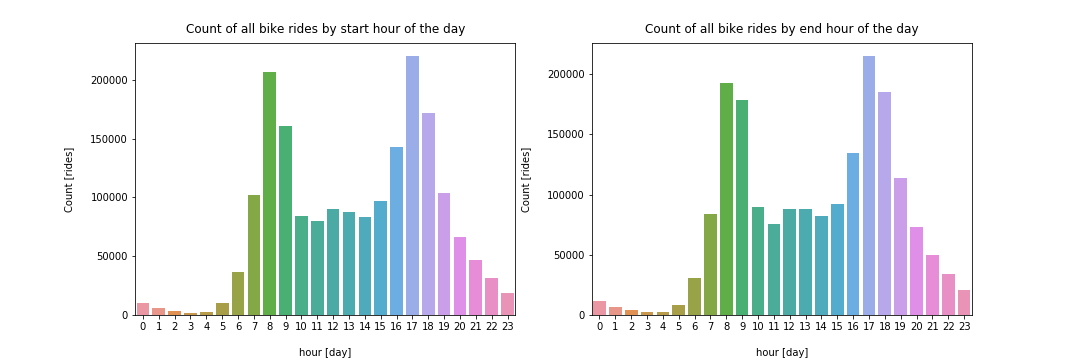 Count of all bike rides by start hour of the day
200000
150000
100000
50000
0
Count [rides]
0 1 2 3 4 5 6 7 8 9 10 11 12 13 14 15 16 17 18 19 20 21 22 23
hour [day]
Count of all bike rides by end hour of the day
200000
150000
100000
50000
0
Count [rides]
0 1 2 3 4 5 6 7 8 9 10 11 12 13 14 15 16 17 18 19 20 21 22 23
hour [day]